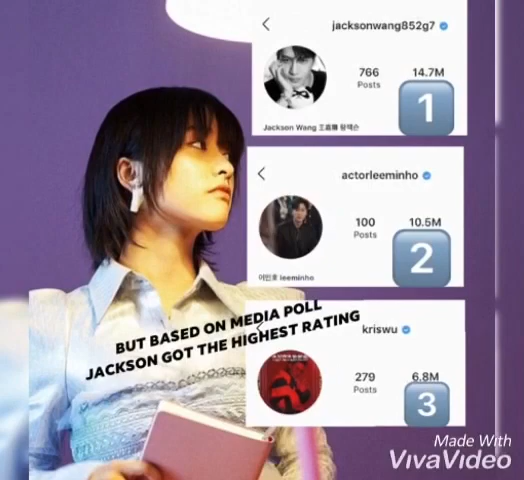 jacksonwang852g7
766
14.7M
Posts
1
Jackson Wang 王嘉爾 왕잭슨
actorleeminho
100
10.5M
Posts
2
이민호 leeminho
BUT BASED ON MEDIA POLL
JACKSON GOT THE HIGHEST RATING
kriswu
279
6.8M
Posts
3
Made With
VivaVideo